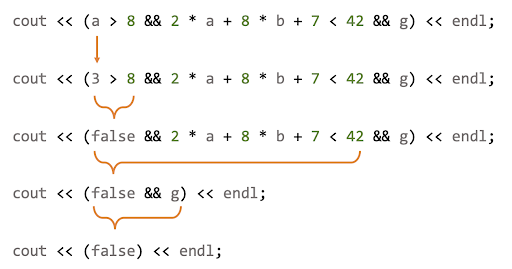 cout << (a > 8 && 2 * a + 8 * b + 7 < 42 && g) << endl;
cout << (3 > 8 && 2 * a + 8 * b + 7 < 42 && g) << endl;
cout << (false && 2 * a + 8 * b + 7 < 42 && g) << endl;
cout << (false && g) << endl;
cout << (false) << endl;